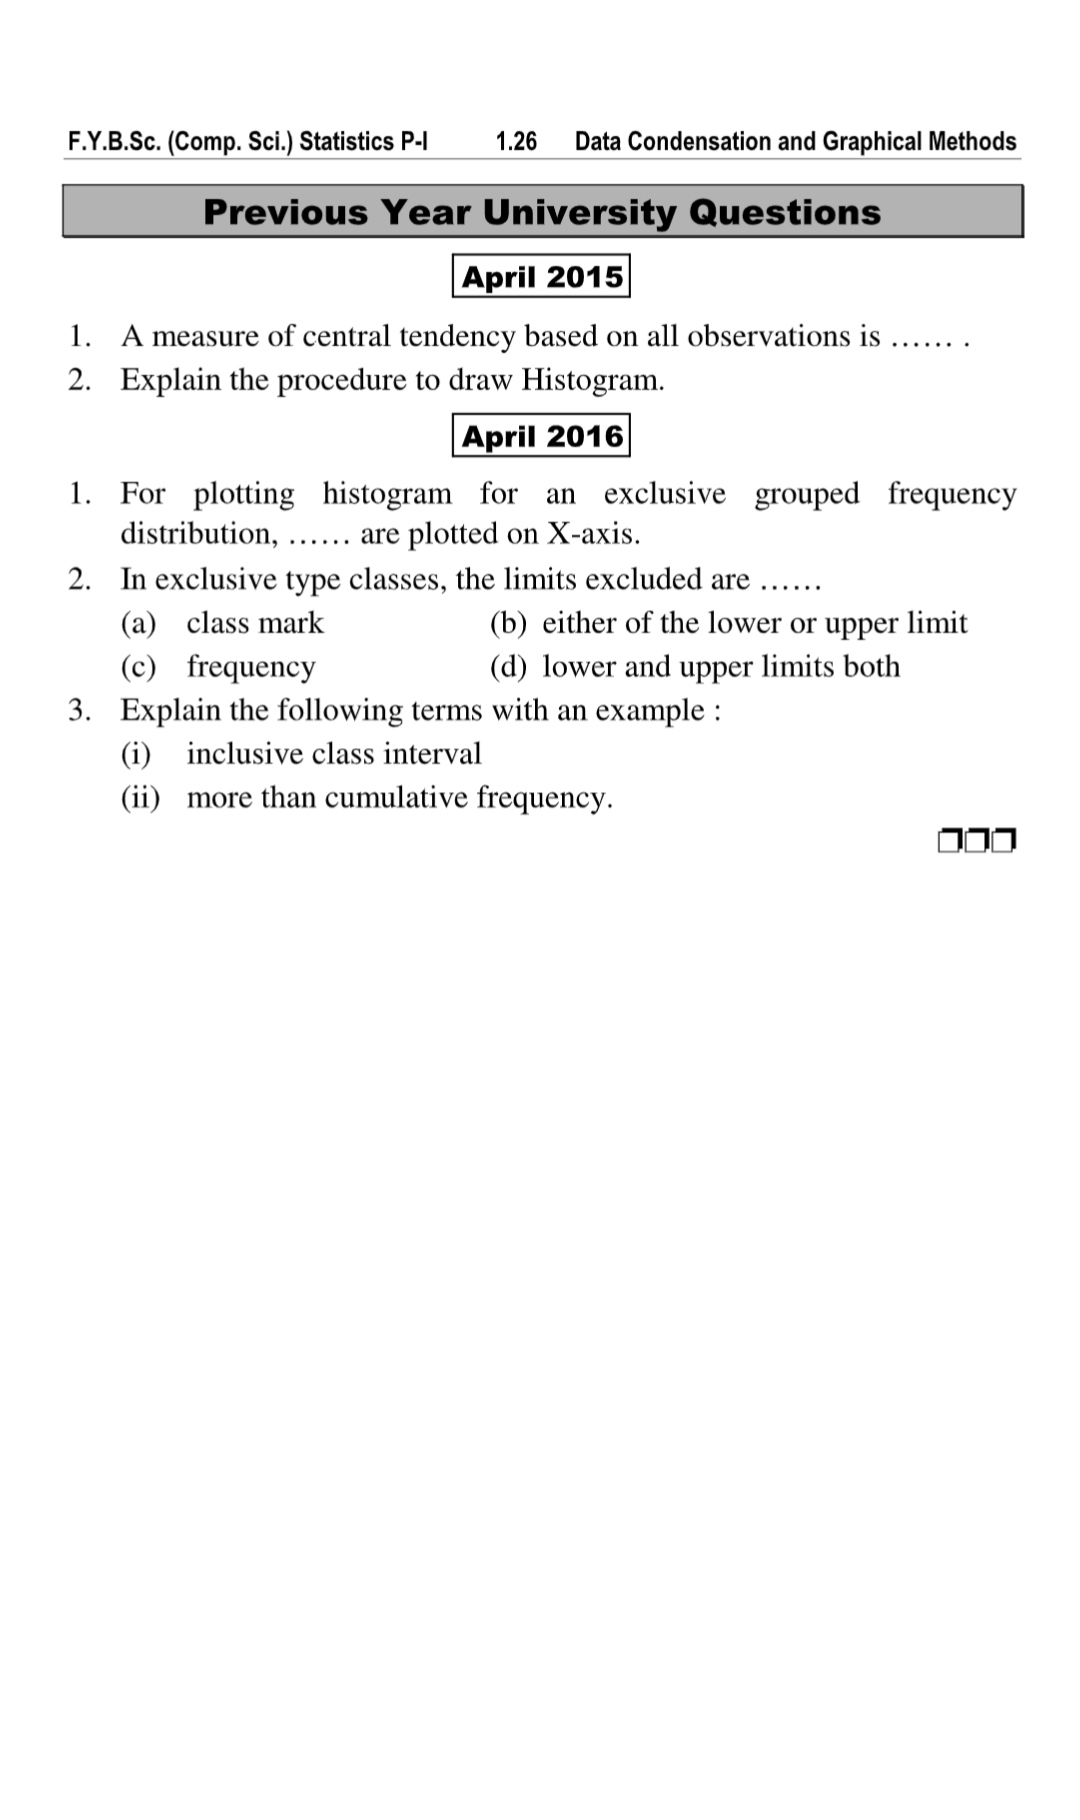 F.Y.B.Sc. (Comp. Sci.) Statistics P-I 1.26 Data Condensation and Graphical Methods
Previous Year University Questions
April 2015
1. A measure of central tendency based on all observations is …… .
2. Explain the procedure to draw Histogram.
April 2016
1. For plotting histogram for an exclusive grouped frequency
distribution, …… are plotted on X-axis.
2. In exclusive type classes, the limits excluded are ……
(a) class mark (b) either of the lower or upper limit
(c) frequency (d) lower and upper limits both
3. Explain the following terms with an example :
(i) inclusive class interval
(ii) more than cumulative frequency.
❒❒❒